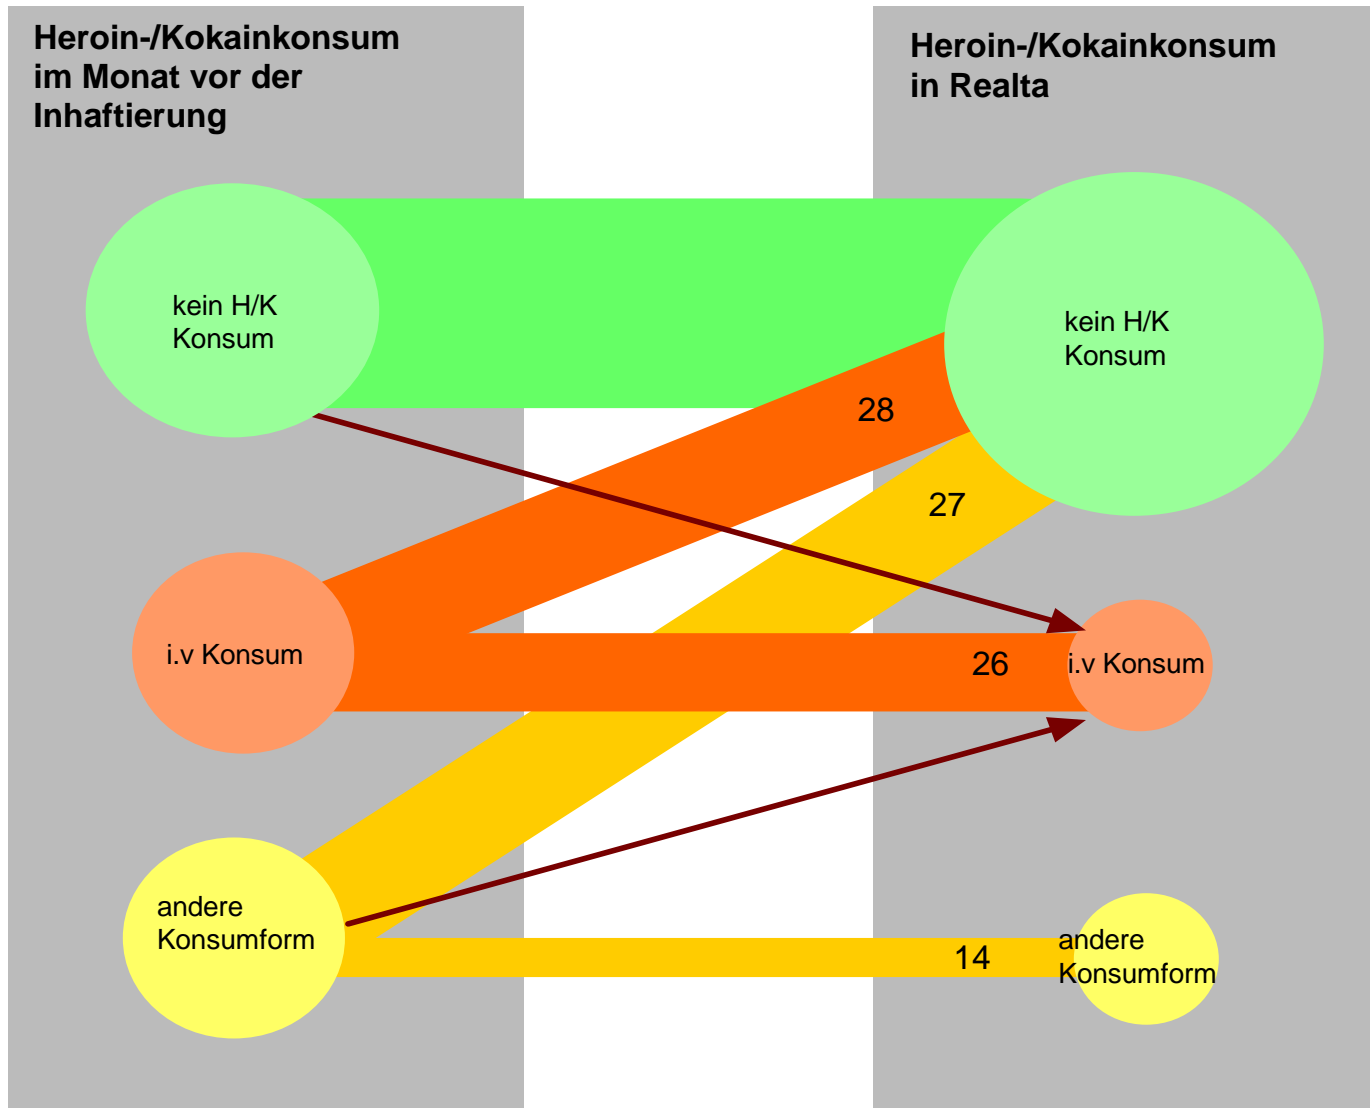 Heroin-/Kokainkonsum
im Monat vor der
Inhaftierung
Heroin-/Kokainkonsum
in Realta
kein H/K
Konsum
kein H/K
Konsum
28
27
i.v Konsum
26
i.v Konsum
andere
Konsumform
14
andere
Konsumform